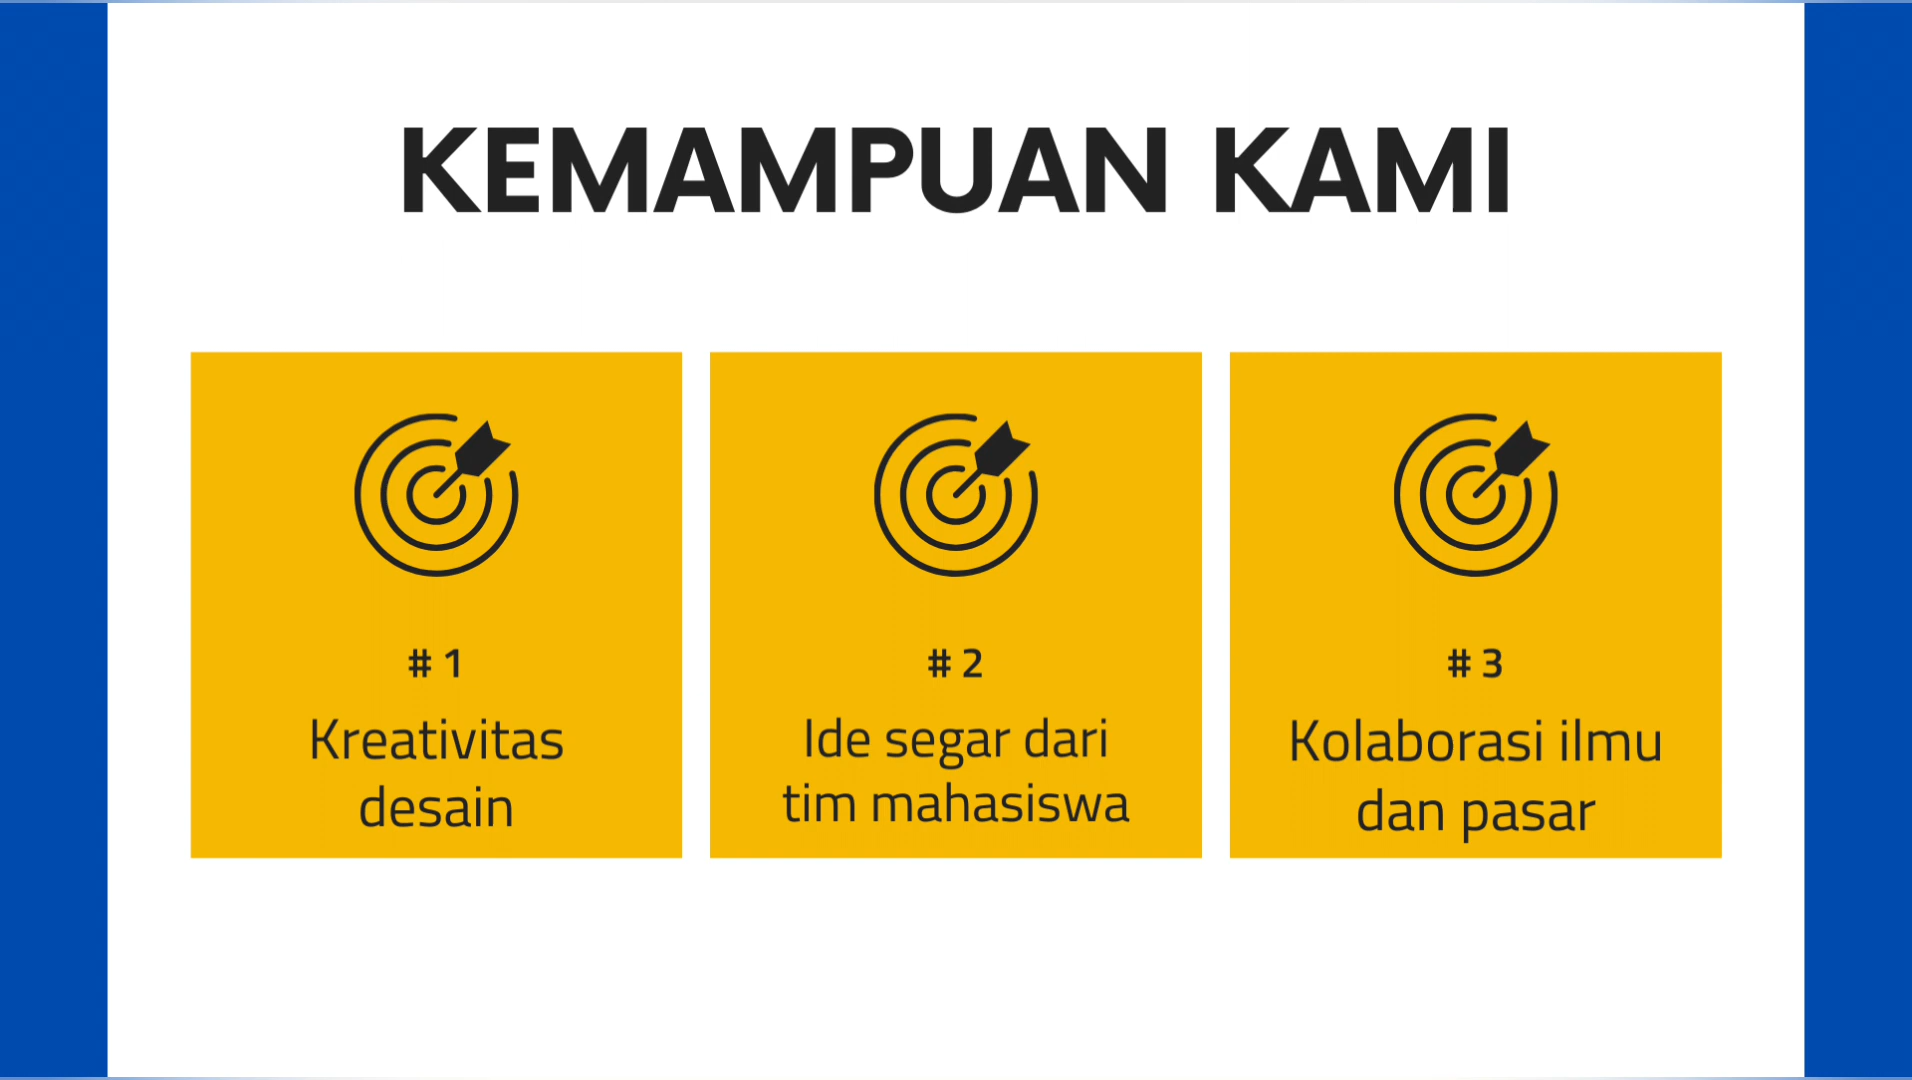 KEMAMPUAN KAMI
# 1
Kreativitas
desain
# 2
Ide segar dari
tim mahasiswa
# 3
Kolaborasi ilmu
dan pasar